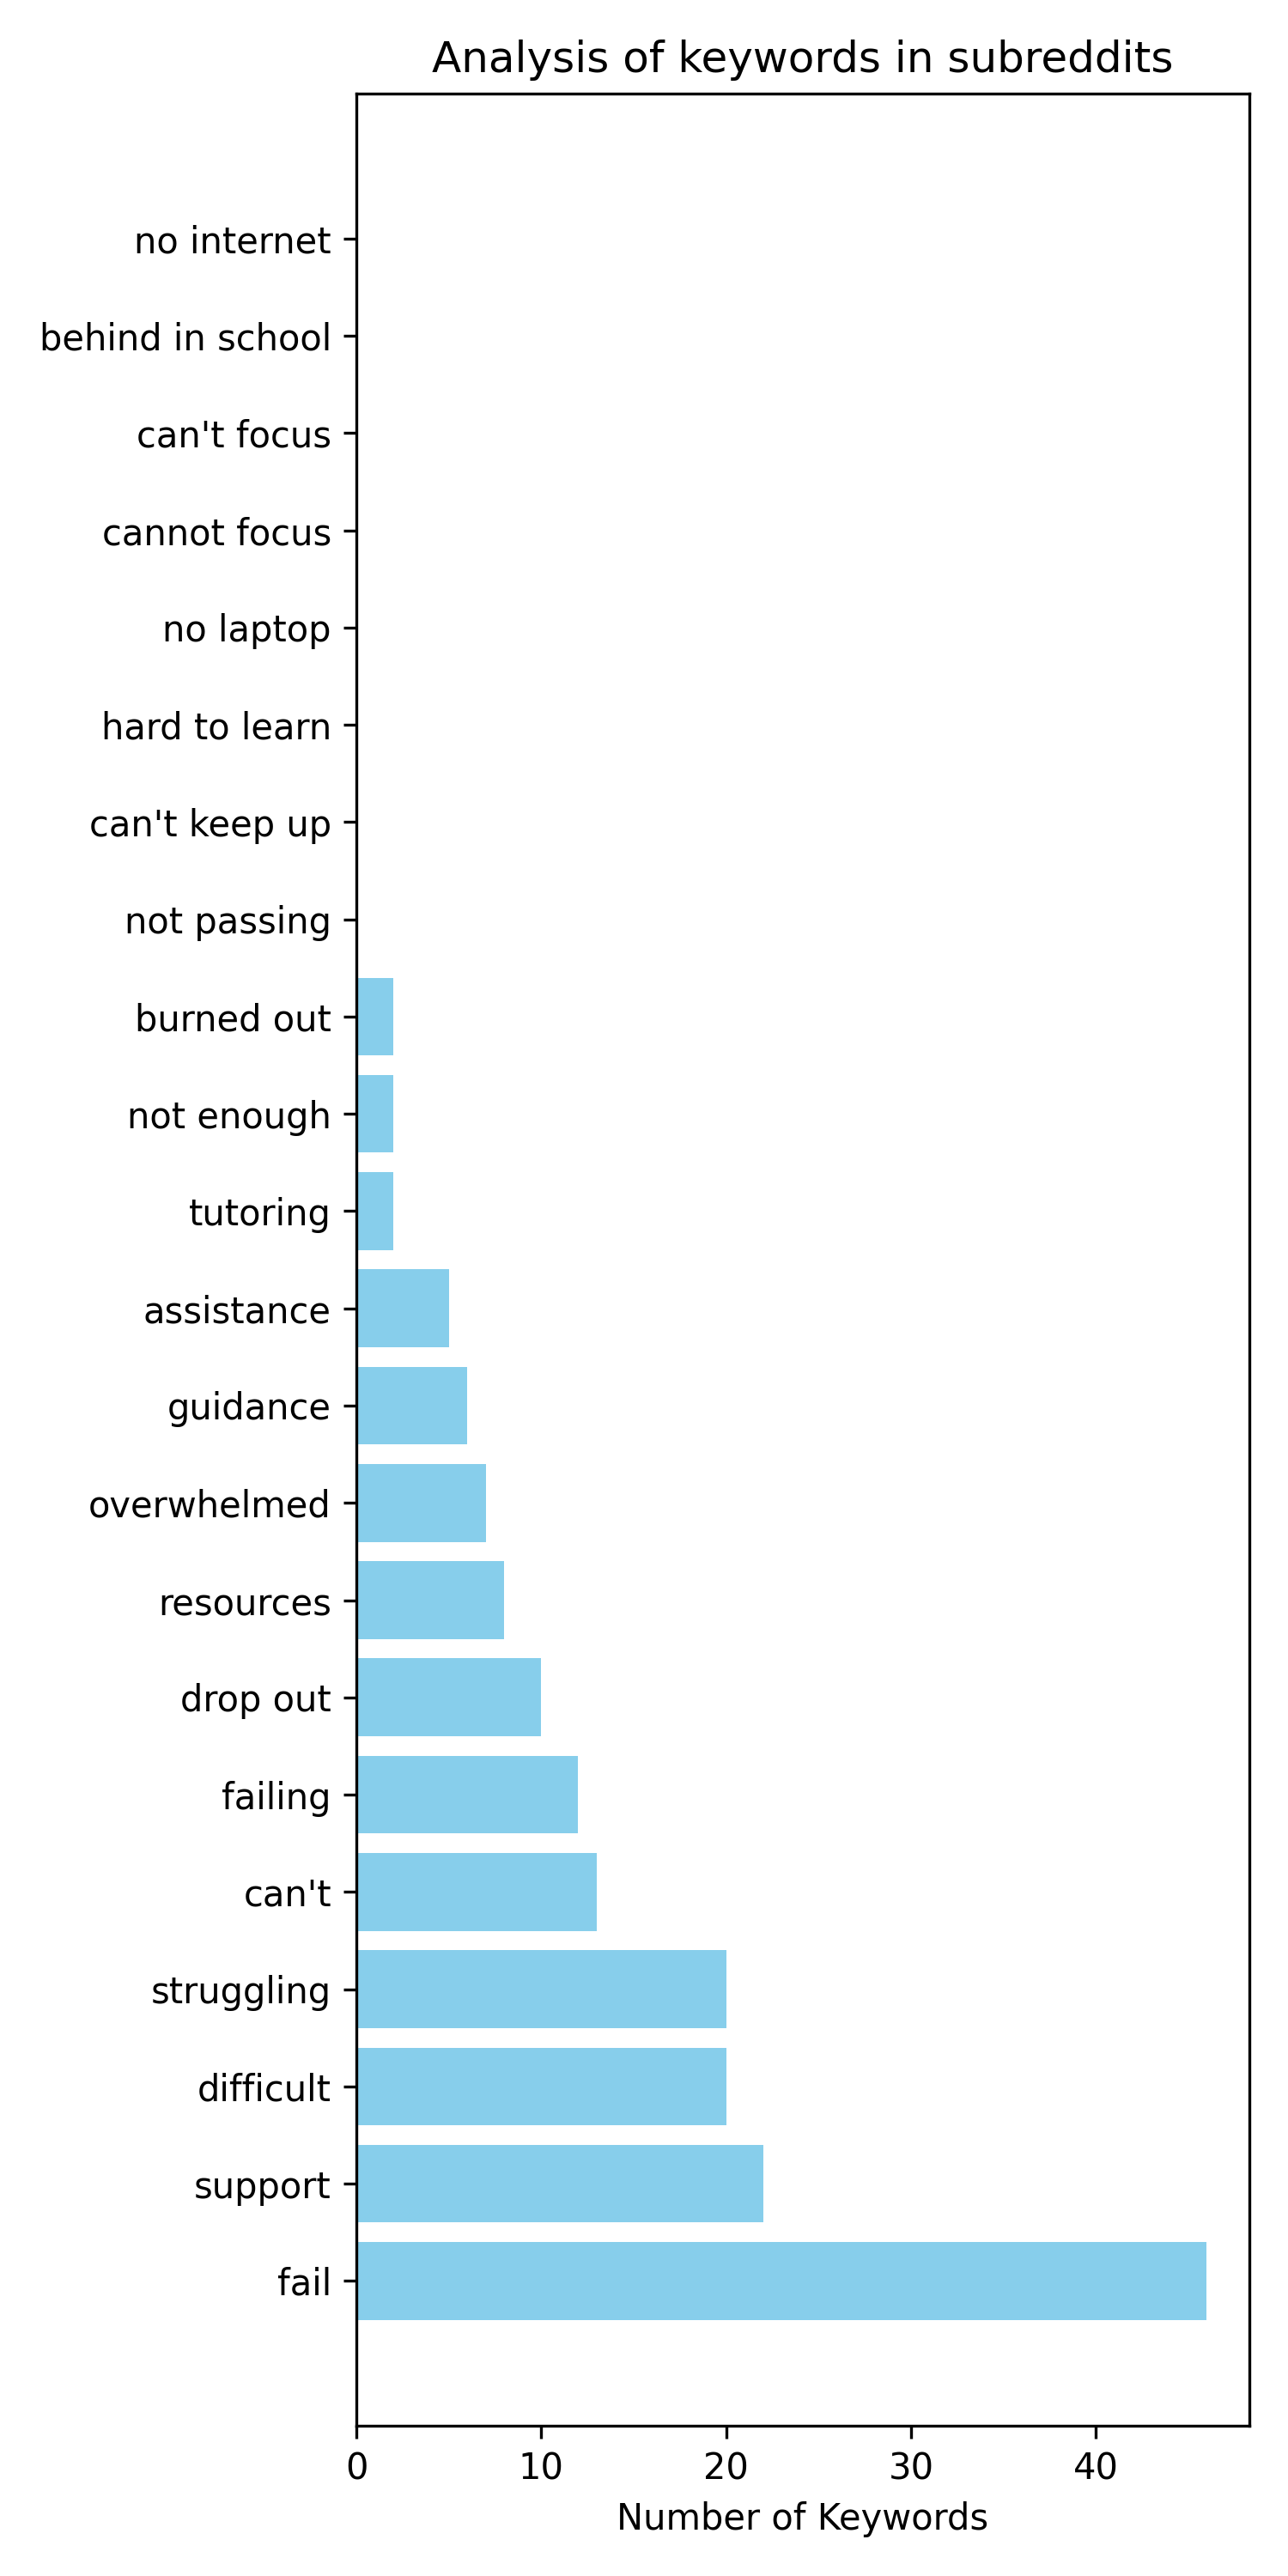 Analysis of keywords in subreddits
no internet
behind in school
can't focus
cannot focus
no laptop
hard to learn
can't keep up
not passing
burned out
not enough
tutoring
assistance
guidance
overwhelmed
resources
drop out
failing
can't
struggling
difficult
support
fail
0 10 20 30 40
Number of Keywords